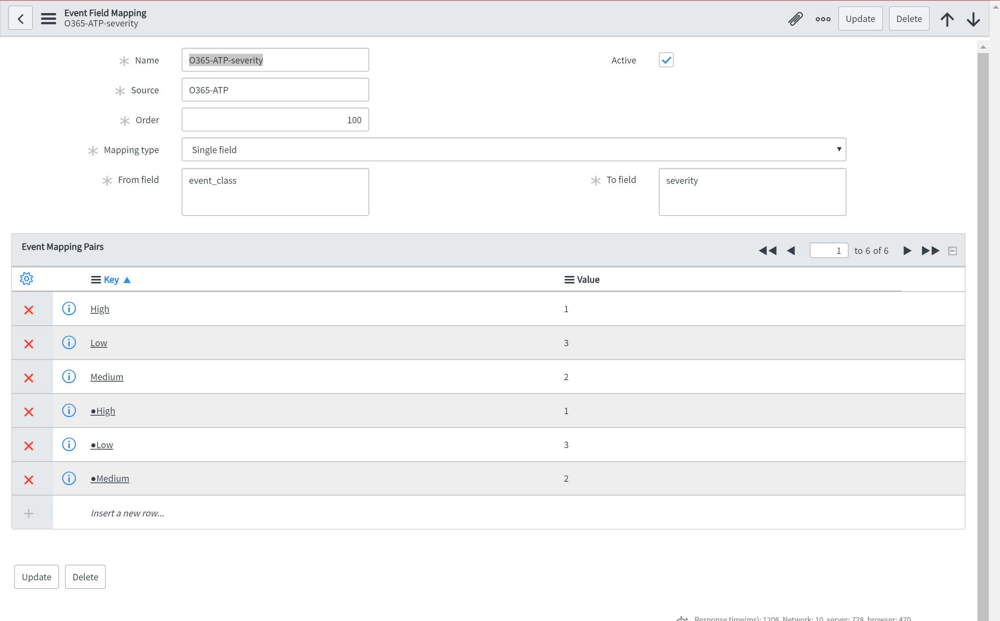 Event Field Mapping
O365-ATP-severity
Update
Delete
Name
O365-ATP-severity
Active
Source
O365-ATP
Order
100
Mapping type
Single field
From field
event_class
To field
severity
Event Mapping Pairs
1 to 6 of 6
Key
Value
High
1
Low
3
Medium
2
●High
1
●Low
3
●Medium
2
Insert a new row...
Update
Delete
Response time(ms): 1208, Network: 10, server: 728, browser: 470